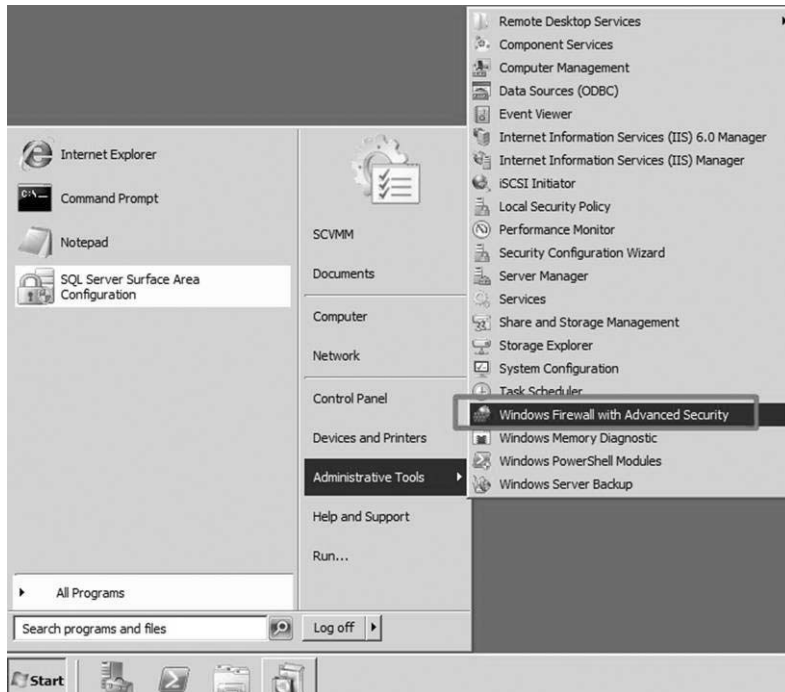 Remote Desktop Services
Component Services
Computer Management
Data Sources (ODBC)
Event Viewer
Internet Information Services (IIS) 6.0 Manager
Internet Information Services (IIS) Manager
iSCSI Initiator
Local Security Policy
Performance Monitor
Security Configuration Wizard
Server Manager
Services
Share and Storage Management
Storage Explorer
System Configuration
Task Scheduler
Windows Firewall with Advanced Security
Windows Memory Diagnostic
Windows PowerShell Modules
Windows Server Backup
Internet Explorer
C:\_
Command Prompt
Notepad
SQL Server Surface Area
Configuration
All Programs
Search programs and files
SCVMM
Documents
Computer
Network
Control Panel
Devices and Printers
Administrative Tools
Help and Support
Run...
Log off
Start